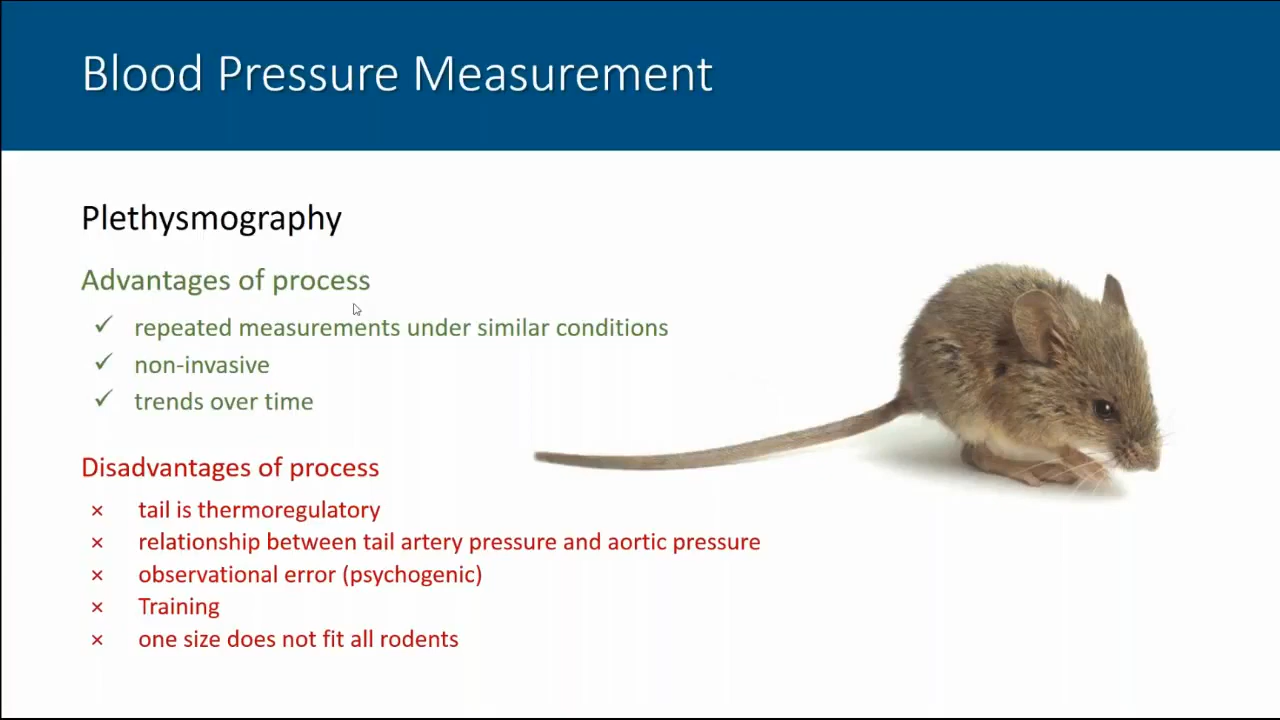 Blood Pressure Measurement
Plethysmography
Advantages of process
✓ repeated measurements under similar conditions
✓ non-invasive
✓ trends over time
Disadvantages of process
× tail is thermoregulatory
× relationship between tail artery pressure and aortic pressure
× observational error (psychogenic)
× Training
× one size does not fit all rodents